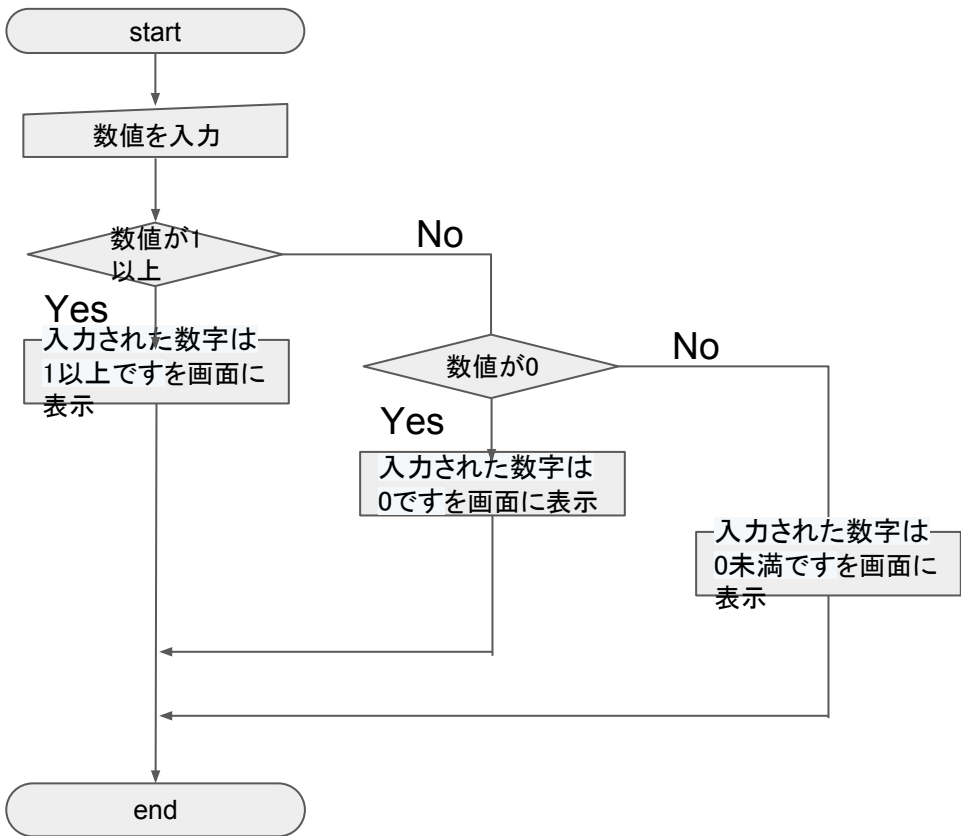 start
数値を入力
数値が1
以上
No
Yes
入力された数字は
1以上ですを画面に
表示
数値が0
No
Yes
入力された数字は
0ですを画面に表示
入力された数字は
0未満ですを画面に
表示
end